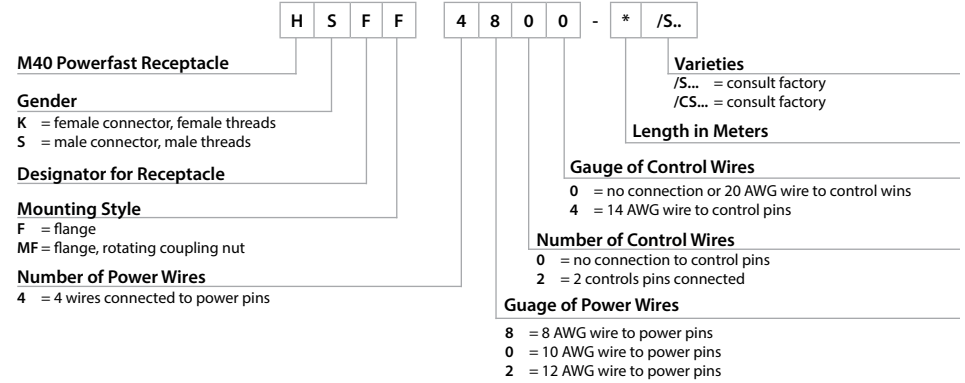 H S F F 4 8 0 0 - * /S..
M40 Powerfast Receptacle
Gender
K = female connector, female threads
S = male connector, male threads
Designator for Receptacle
Mounting Style
F = flange
MF = flange, rotating coupling nut
Number of Power Wires
4 = 4 wires connected to power pins
Varieties
/S... = consult factory
/CS... = consult factory
Length in Meters
Gauge of Control Wires
0 = no connection or 20 AWG wire to control wins
4 = 14 AWG wire to control pins
Number of Control Wires
0 = no connection to control pins
2 = 2 controls pins connected
Guage of Power Wires
8 = 8 AWG wire to power pins
0 = 10 AWG wire to power pins
2 = 12 AWG wire to power pins